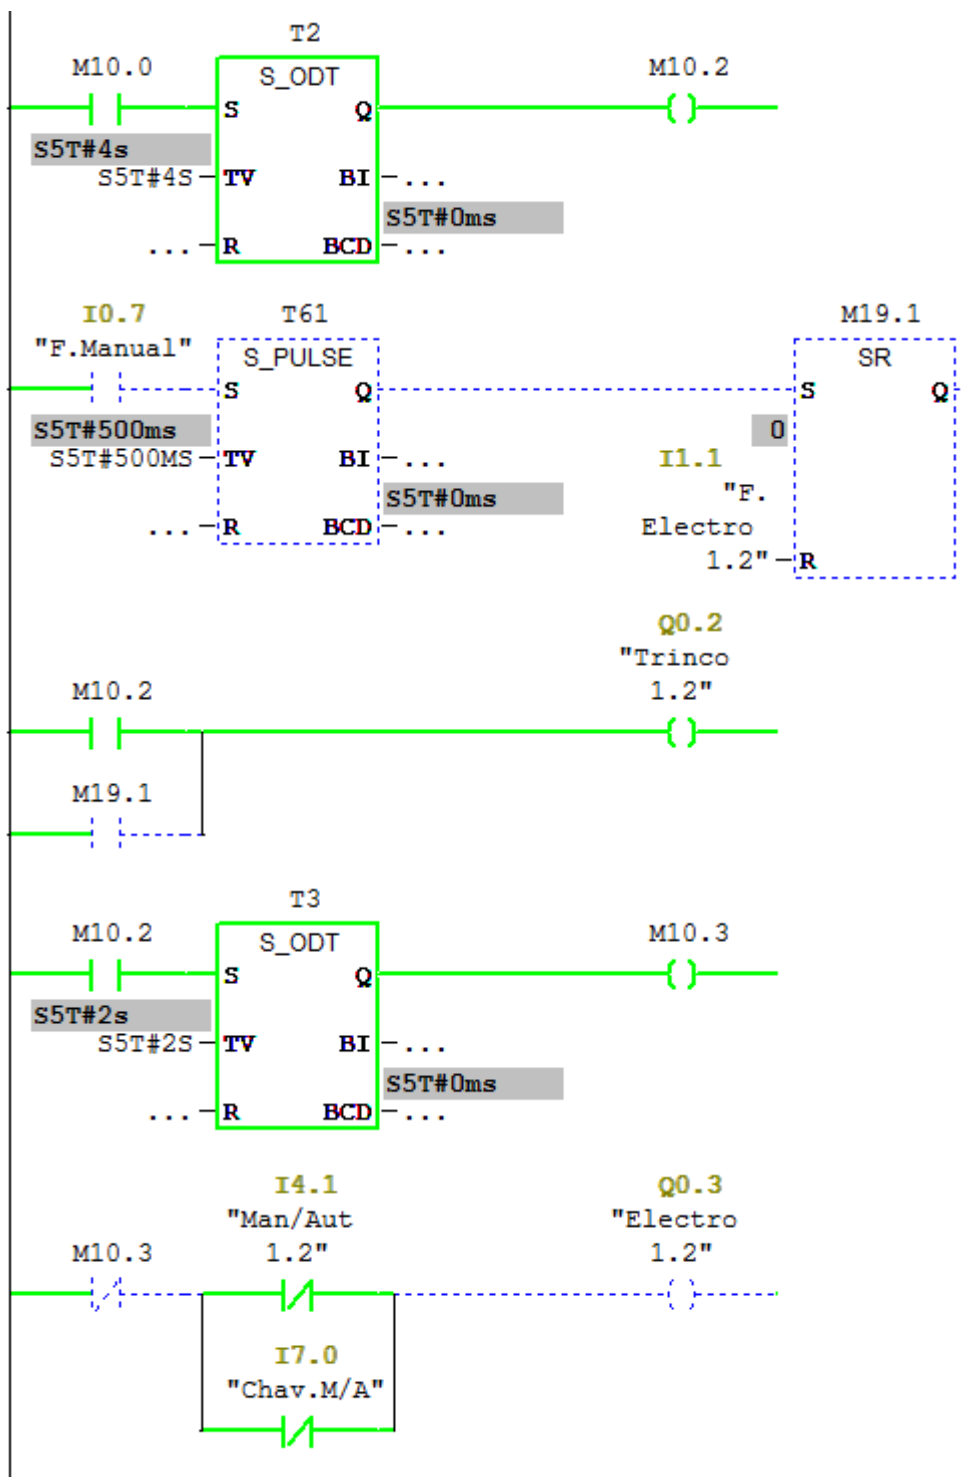 T2
M10.0 S_ODT M10.2
S Q
S5T#4s
S5T#4S TV BI ...
S5T#0ms
... R BCD ...
I0.7 T61 M19.1
"F.Manual" S_PULSE SR
S Q S Q
S5T#500ms 0
S5T#500MS TV BI ... I1.1
S5T#0ms "F.
... R BCD ... Electro
1.2" R
Q0.2
"Trinco
M10.2 1.2"
M19.1
T3
M10.2 S_ODT M10.3
S Q
S5T#2s
S5T#2S TV BI ...
S5T#0ms
... R BCD ...
I4.1 Q0.3
"Man/Aut "Electro
M10.3 1.2" 1.2"
I7.0
"Chav.M/A"